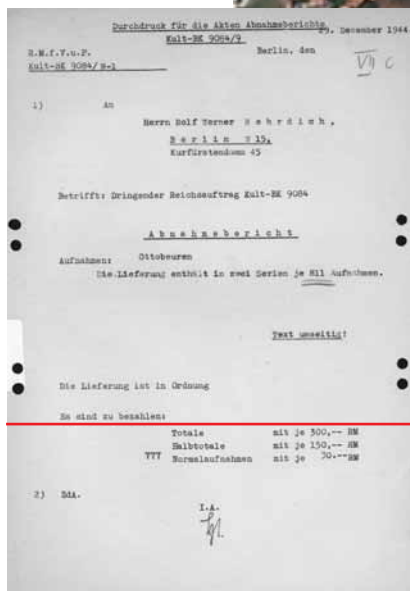 Durchdruck für die Akten Abnahmeberichte
Kult-BK 9084/9
29. Dezember 1944
R.M.f.V.u.P.
Berlin, den
Kult-BK 9084/9-1
VII C
1) An
Herrn Rolf Werner N e h r d i c h ,
B e r l i n W 15,
Kurfürstendamm 45
Betrifft: Dringender Reichsauftrag Kult-BK 9084
A b n a h m e b e r i c h t
Aufnahmen: Ottobeuren
Die Lieferung enthält in zwei Serien je 811 Aufnahmen.
Text umseitig!
Die Lieferung ist in Ordnung
Es sind zu bezahlen:
Totale mit je 300,-- RM
Halbtotale mit je 150,-- RM
777 Normalaufnahmen mit je 30.-- RM
2) ZdA.
I.A.